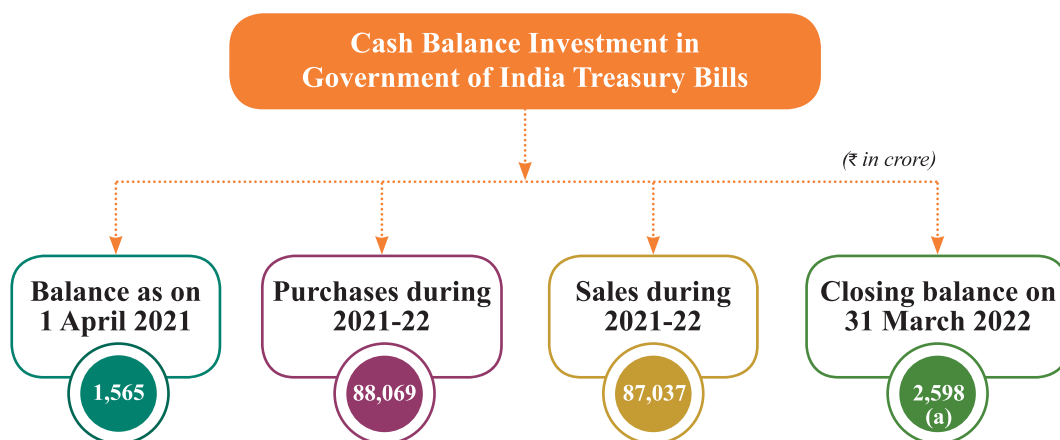 Cash Balance Investment in
Government of India Treasury Bills
(₹ in crore)
Balance as on
1 April 2021
1,565
Purchases during
2021-22
88,069
Sales during
2021-22
87,037
Closing balance on
31 March 2022
2,598
(a)